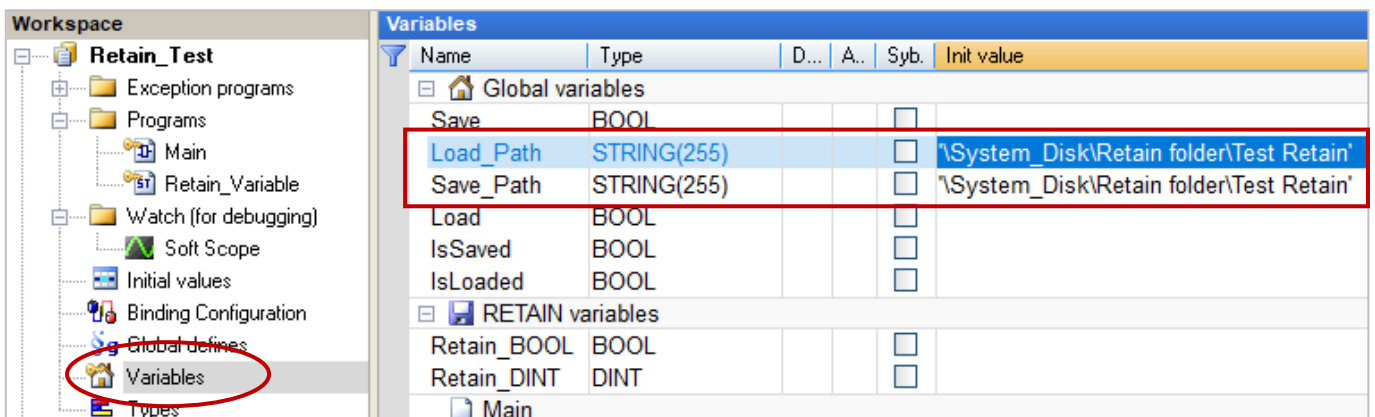 Workspace
Retain_Test
Exception programs
Programs
Main
Retain_Variable
Watch (for debugging)
Soft Scope
Initial values
Binding Configuration
Global defines
Variables
Types
Variables
Name Type D... A.. Syb. Init value
Global variables
Save BOOL
Load_Path STRING(255) '\System_Disk\Retain folder\Test Retain'
Save_Path STRING(255) '\System_Disk\Retain folder\Test Retain'
Load BOOL
IsSaved BOOL
IsLoaded BOOL
RETAIN variables
Retain_BOOL BOOL
Retain_DINT DINT
Main